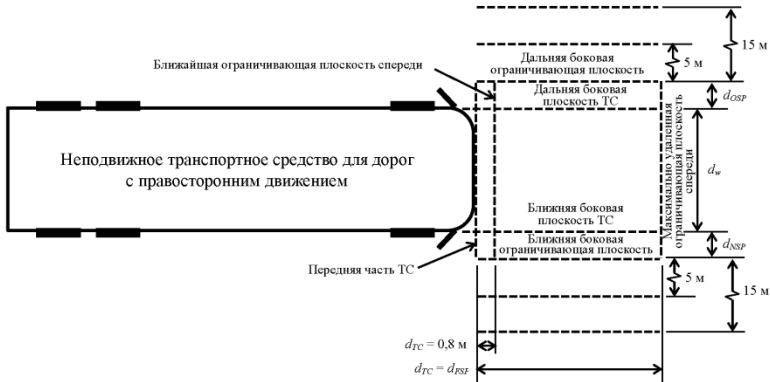 15 м
5 м
Ближайшая ограничивающая плоскость спереди
Дальняя боковая
ограничивающая плоскость
Дальняя боковая
плоскость ТС
d_OSP
Неподвижное транспортное средство для дорог
с правосторонним движением
Максимально удаленная
ограничивающая плоскость
спереди
d_w
Ближняя боковая
плоскость ТС
Ближняя боковая
ограничивающая плоскость
d_NSP
Передняя часть ТС
5 м
15 м
d_TC = 0,8 м
d_TC = d_FSP